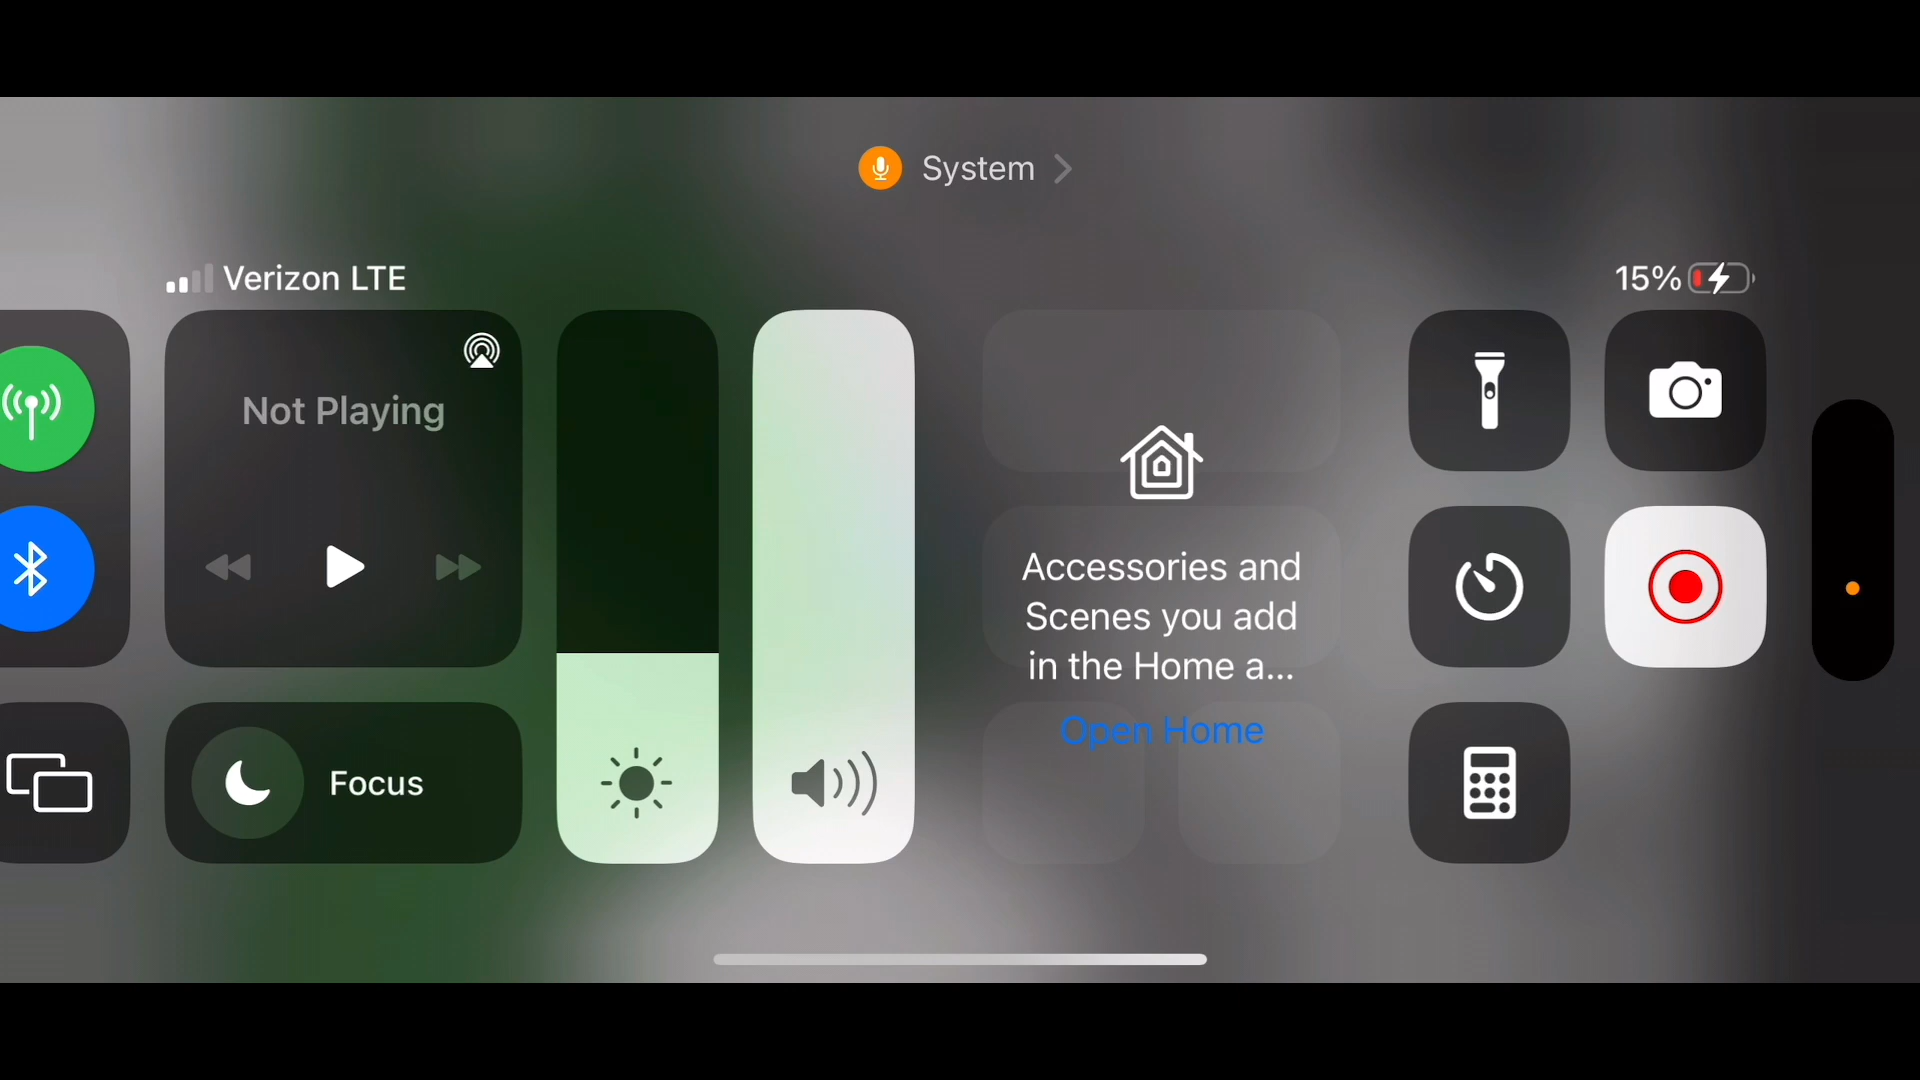 System
Verizon LTE
15%
Not Playing
Accessories and
Scenes you add
in the Home a...
Open Home
Focus